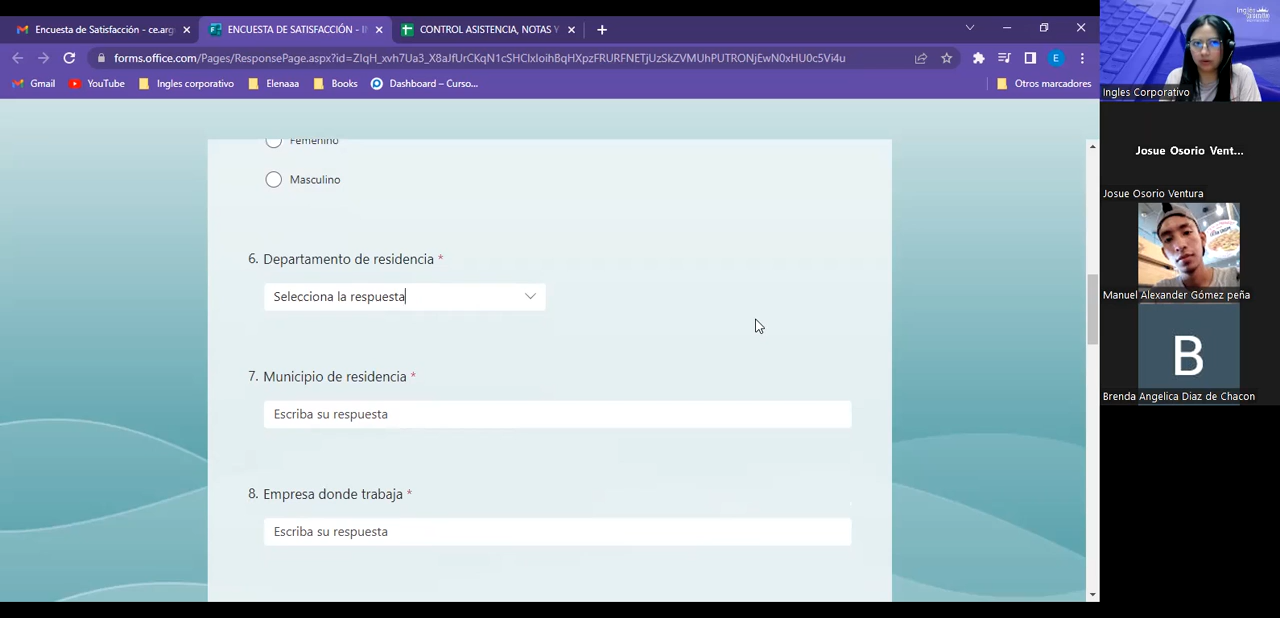 Encuesta de Satisfacción - ce.arg
ENCUESTA DE SATISFACCIÓN - I
CONTROL ASISTENCIA, NOTAS Y
forms.office.com/Pages/ResponsePage.aspx?id=ZIqH_xvh7Ua3_X8aJfUrCKqN1cSHClxIoihBqHXpzFRURFNETjUzSkZVMUhPUTRONjEwN0xHU0c5Vi4u
E
Gmail
YouTube
Ingles corporativo
Elenaaa
Books
Dashboard – Curso...
Otros marcadores
Femenino
Masculino
6. Departamento de residencia *
Selecciona la respuesta
7. Municipio de residencia *
Escriba su respuesta
8. Empresa donde trabaja *
Escriba su respuesta
Ingles Corporativo
Josue Osorio Vent...
Josue Osorio Ventura
Manuel Alexander Gómez peña
B
Brenda Angelica Diaz de Chacon